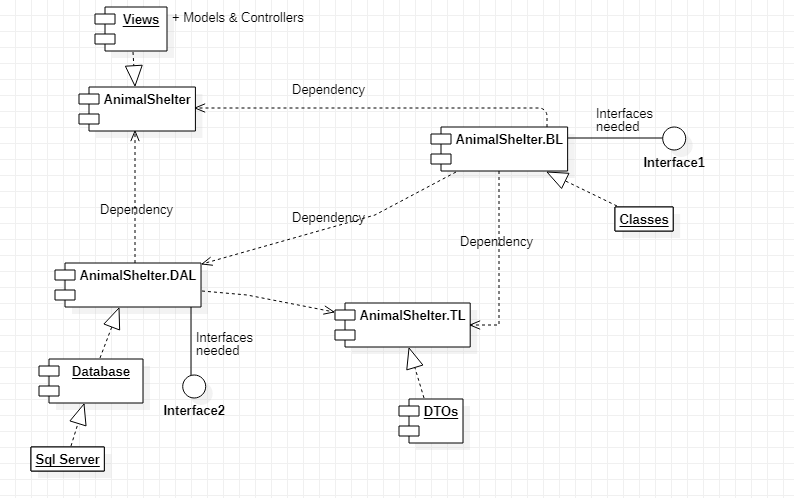 Views
+ Models & Controllers
AnimalShelter
Dependency
Interfaces
needed
AnimalShelter.BL
Interface1
Dependency
Dependency
Classes
Dependency
AnimalShelter.DAL
AnimalShelter.TL
Interfaces
needed
Database
Interface2
DTOs
Sql Server